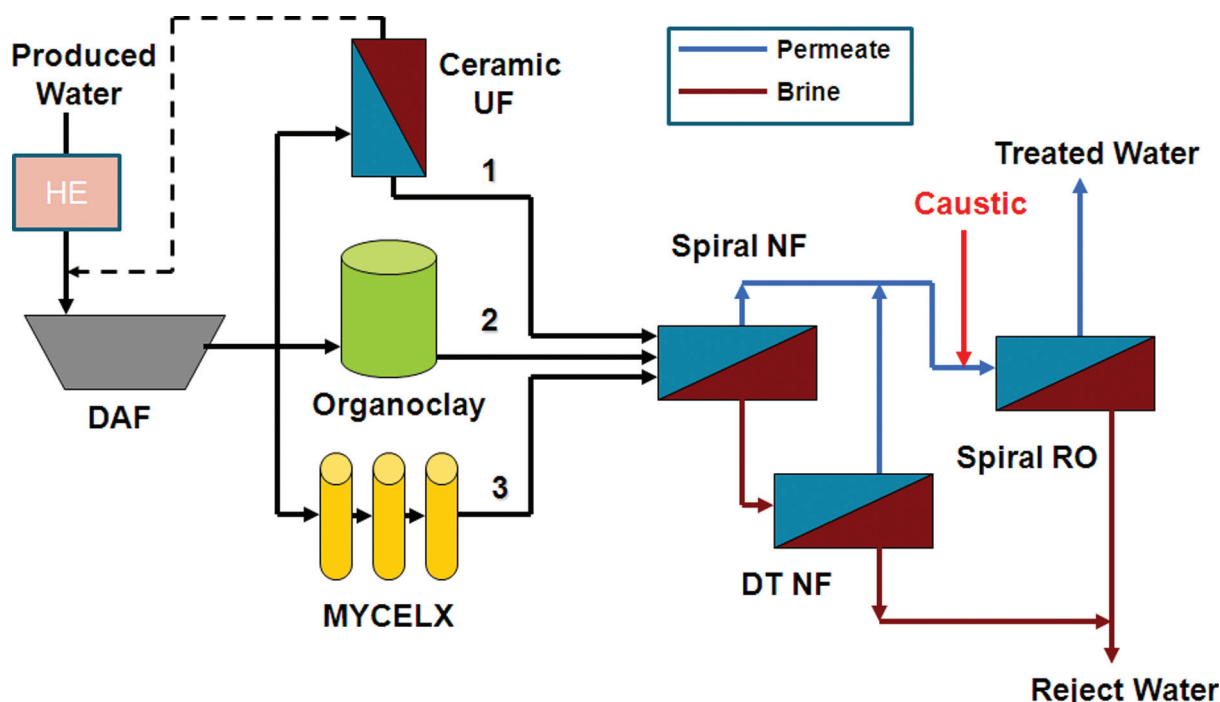 Produced
Water
HE
DAF
Ceramic
UF
1
Organoclay
2
MYCELX
3
Permeate
Brine
Spiral NF
DT NF
Caustic
Treated Water
Spiral RO
Reject Water